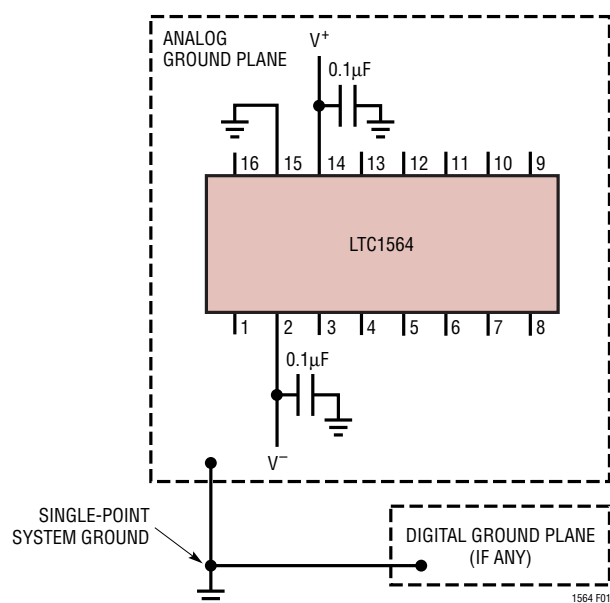 ANALOG
GROUND PLANE
V+
0.1µF
16 15 14 13 12 11 10 9
LTC1564
1 2 3 4 5 6 7 8
0.1µF
V−
SINGLE-POINT
SYSTEM GROUND
DIGITAL GROUND PLANE
(IF ANY)
1564 F01